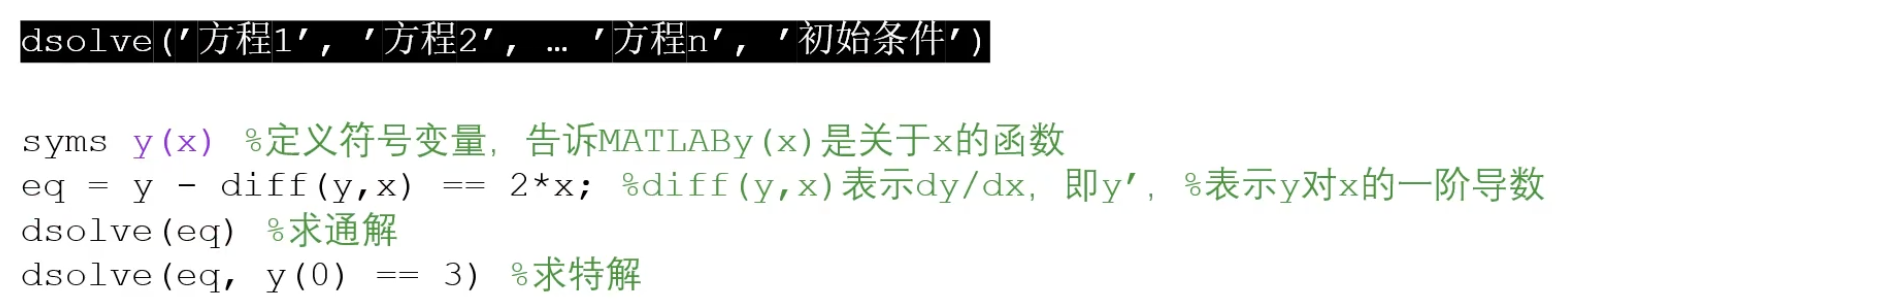 dsolve('方程1', '方程2', … '方程n', '初始条件')
syms y(x) %定义符号变量，告诉MATLABy(x)是关于x的函数
eq = y - diff(y,x) == 2*x; %diff(y,x)表示dy/dx，即y’，%表示y对x的一阶导数
dsolve(eq) %求通解
dsolve(eq, y(0) == 3) %求特解